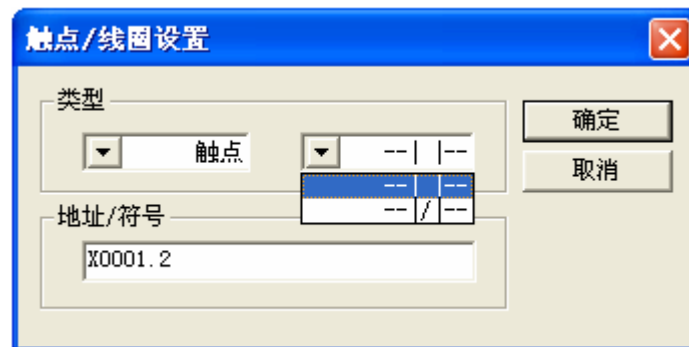 触点/线圈设置
类型
触点
--| |--
确定
--| |--
--|/|--
取消
地址/符号
X0001.2